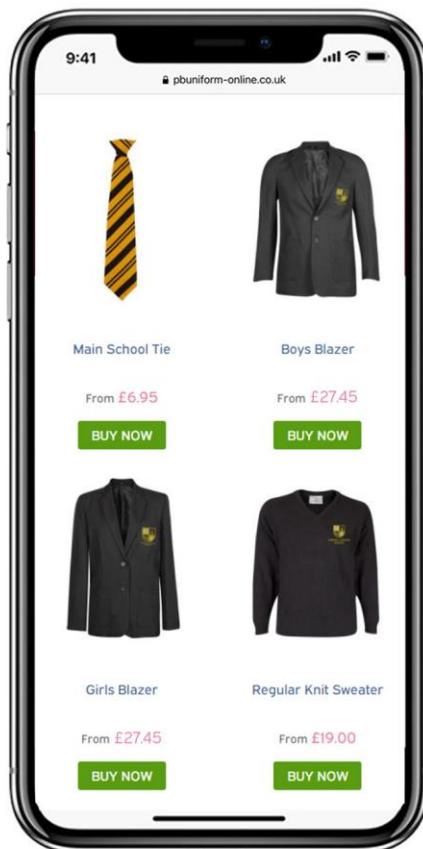 9:41
pbuniform-online.co.uk
Main School Tie
Boys Blazer
From £6.95
From £27.45
BUY NOW
BUY NOW
Girls Blazer
Regular Knit Sweater
From £27.45
From £19.00
BUY NOW
BUY NOW